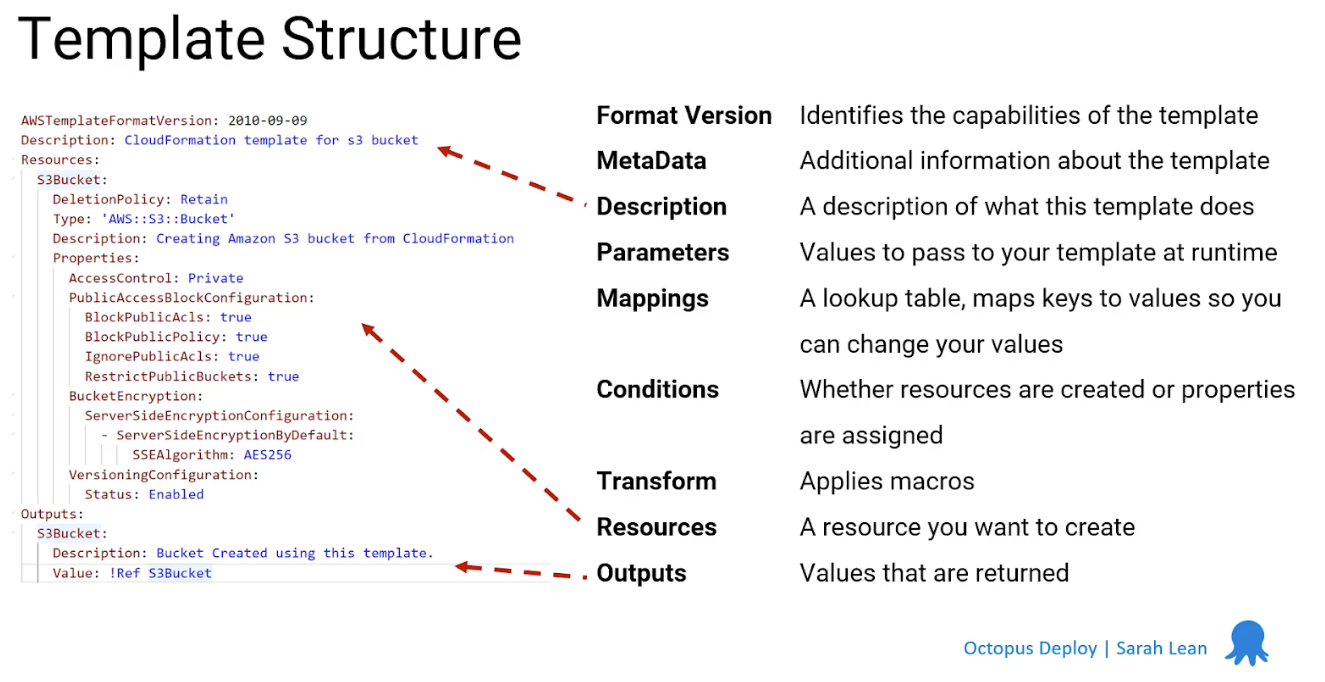 Template Structure
AWSTemplateFormatVersion: 2010-09-09
Description: CloudFormation template for s3 bucket
Resources:
S3Bucket:
DeletionPolicy: Retain
Type: 'AWS::S3::Bucket'
Description: Creating Amazon S3 bucket from CloudFormation
Properties:
AccessControl: Private
PublicAccessBlockConfiguration:
BlockPublicAcls: true
BlockPublicPolicy: true
IgnorePublicAcls: true
RestrictPublicBuckets: true
BucketEncryption:
ServerSideEncryptionConfiguration:
- ServerSideEncryptionByDefault:
SSEAlgorithm: AES256
VersioningConfiguration:
Status: Enabled
Outputs:
S3Bucket:
Description: Bucket Created using this template.
Value: !Ref S3Bucket
Format Version Identifies the capabilities of the template
MetaData Additional information about the template
Description A description of what this template does
Parameters Values to pass to your template at runtime
Mappings A lookup table, maps keys to values so you
can change your values
Conditions Whether resources are created or properties
are assigned
Transform Applies macros
Resources A resource you want to create
Outputs Values that are returned
Octopus Deploy | Sarah Lean